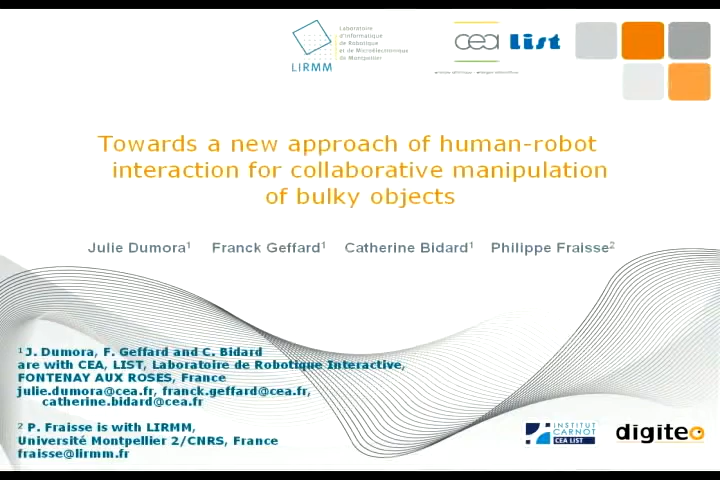 Laboratoire
d'Informatique
de Robotique
et de Microélectronique
de Montpellier
LIRMM
cea list
Towards a new approach of human-robot
interaction for collaborative manipulation
of bulky objects
Julie Dumora¹ Franck Geffard¹ Catherine Bidard¹ Philippe Fraisse²
¹ J. Dumora, F. Geffard and C. Bidard
are with CEA, LIST, Laboratoire de Robotique Interactive,
FONTENAY AUX ROSES, France
julie.dumora@cea.fr, franck.geffard@cea.fr,
catherine.bidard@cea.fr
² P. Fraisse is with LIRMM,
Université Montpellier 2/CNRS, France
fraisse@lirmm.fr
INSTITUT
CARNOT
CEA LIST
digiteo